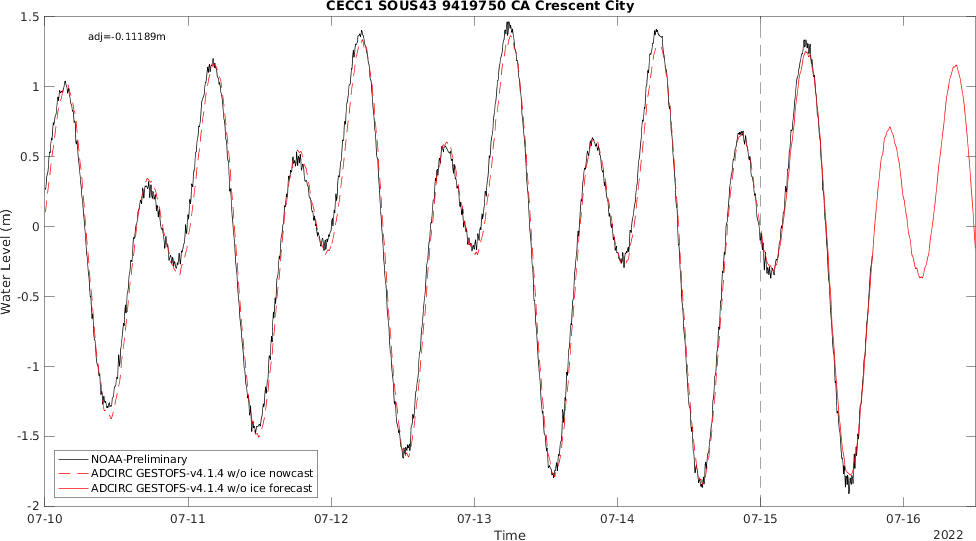 CECC1 SOUS43 9419750 CA Crescent City
adj=-0.11189m
Water Level (m)
1.5
1
0.5
0
-0.5
-1
-1.5
-2
NOAA-Preliminary
ADCIRC GESTOFS-v4.1.4 w/o ice nowcast
ADCIRC GESTOFS-v4.1.4 w/o ice forecast
07-10 07-11 07-12 07-13 07-14 07-15 07-16
Time
2022